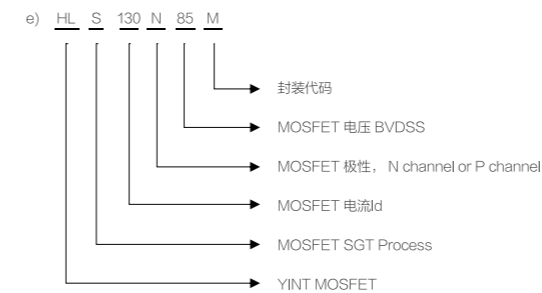 e) HL S 130 N 85 M
封装代码
MOSFET 电压 BVDSS
MOSFET 极性， N channel or P channel
MOSFET 电流Id
MOSFET SGT Process
YINT MOSFET